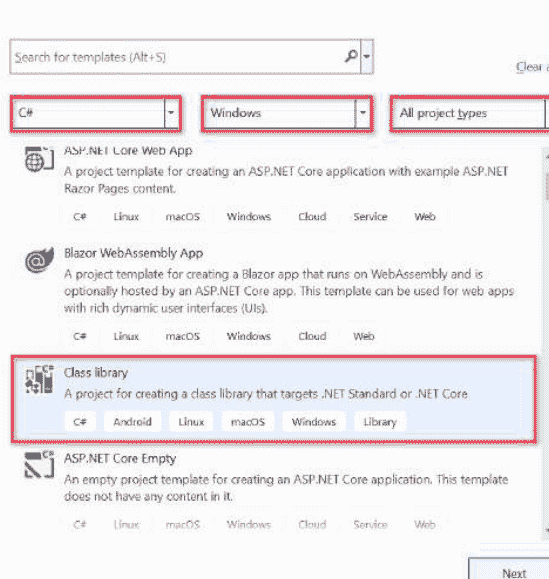 Search for templates (Alt+S)
Clear a
C#
Windows
All project types
ASP.NET Core Web App
A project template for creating an ASP.NET Core application with example ASP.NET
Razor Pages content.
C# Linux macOS Windows Cloud Service Web
Blazor WebAssembly App
A project template for creating a Blazor app that runs on WebAssembly and is
optionally hosted by an ASP.NET Core app. This template can be used for web apps
with rich dynamic user interfaces (UIs).
C# Linux macOS Windows Cloud Web
Class library
A project for creating a class library that targets .NET Standard or .NET Core
C# Android Linux macOS Windows Library
ASP.NET Core Empty
An empty project template for creating an ASP.NET Core application. This template
does not have any content in it.
C# Linux macOS Windows Cloud Service Web
Next